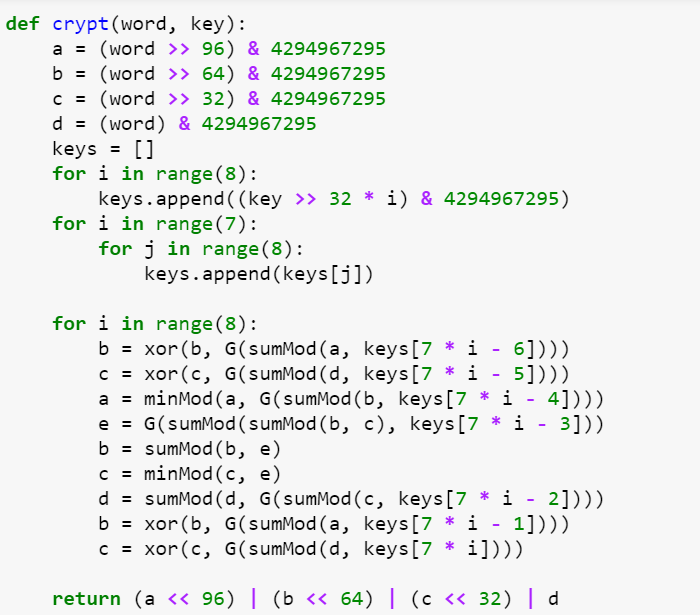 def crypt(word, key):
    a = (word >> 96) & 4294967295
    b = (word >> 64) & 4294967295
    c = (word >> 32) & 4294967295
    d = (word) & 4294967295
    keys = []
    for i in range(8):
        keys.append((key >> 32 * i) & 4294967295)
    for i in range(7):
        for j in range(8):
            keys.append(keys[j])

    for i in range(8):
        b = xor(b, G(sumMod(a, keys[7 * i - 6])))
        c = xor(c, G(sumMod(d, keys[7 * i - 5])))
        a = minMod(a, G(sumMod(b, keys[7 * i - 4])))
        e = G(sumMod(sumMod(b, c), keys[7 * i - 3]))
        b = sumMod(b, e)
        c = minMod(c, e)
        d = sumMod(d, G(sumMod(c, keys[7 * i - 2])))
        b = xor(b, G(sumMod(a, keys[7 * i - 1])))
        c = xor(c, G(sumMod(d, keys[7 * i])))

    return (a << 96) | (b << 64) | (c << 32) | d